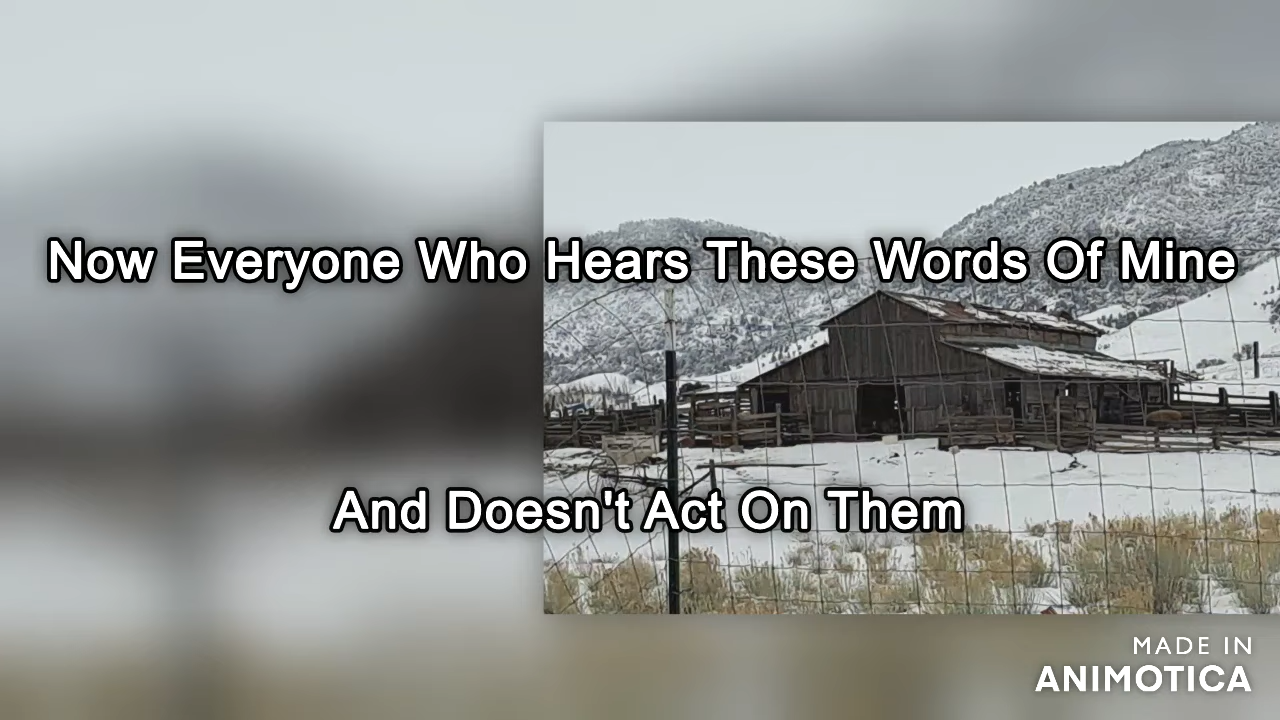 Now Everyone Who Hears These Words Of Mine
And Doesn't Act On Them
MADE IN
ANIMOTICA